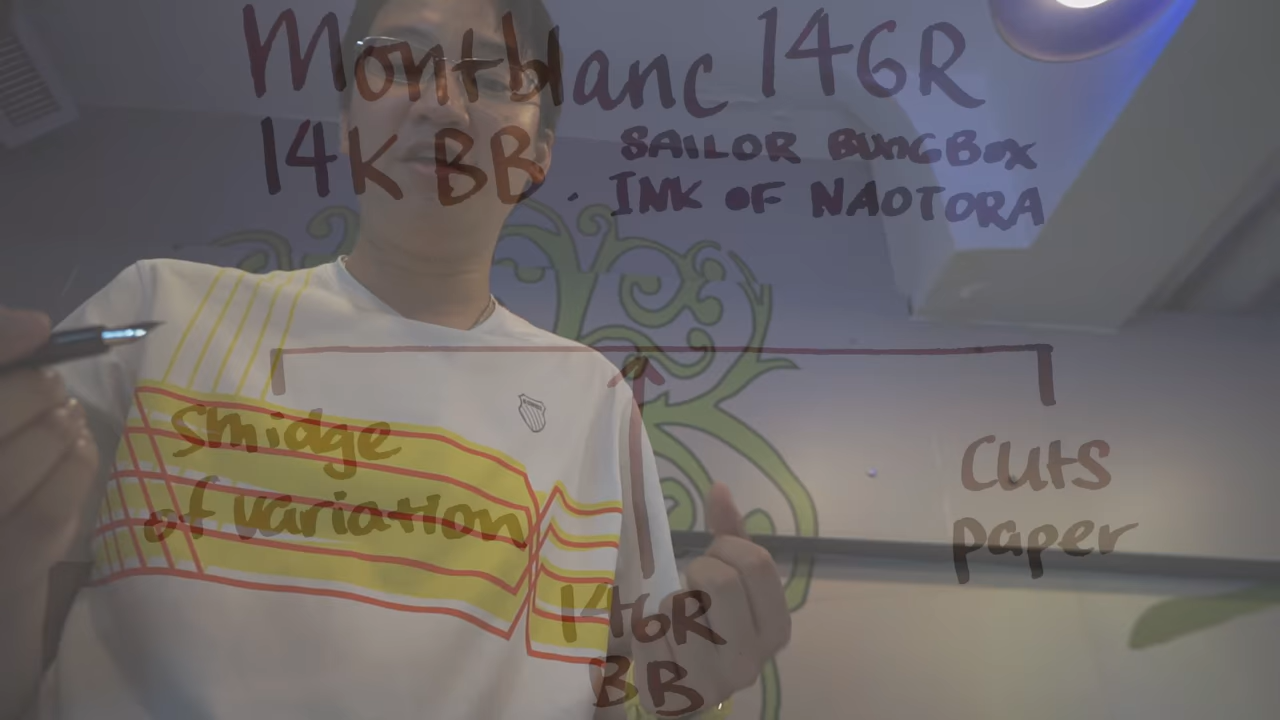 Montblanc 146R
14K BB. SAILOR BUNGBOX
INK OF NAOTORA
Smidge
of variation
Cuts
paper
146R
BB